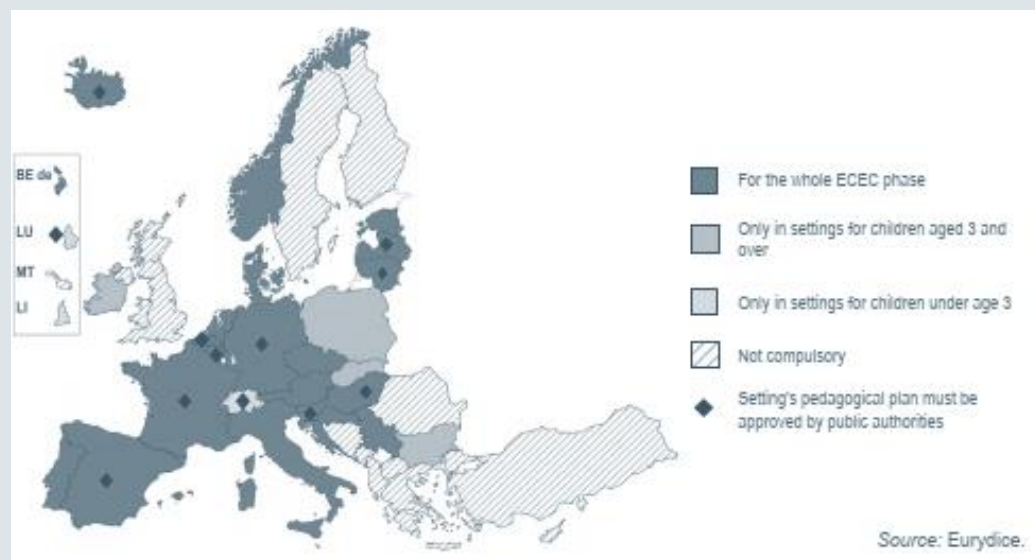 BE de
LU
MT
LI
For the whole ECEC phase
Only in settings for children aged 3 and
over
Only in settings for children under age 3
Not compulsory
Setting's pedagogical plan must be
approved by public authorities
Source: Eurydice.